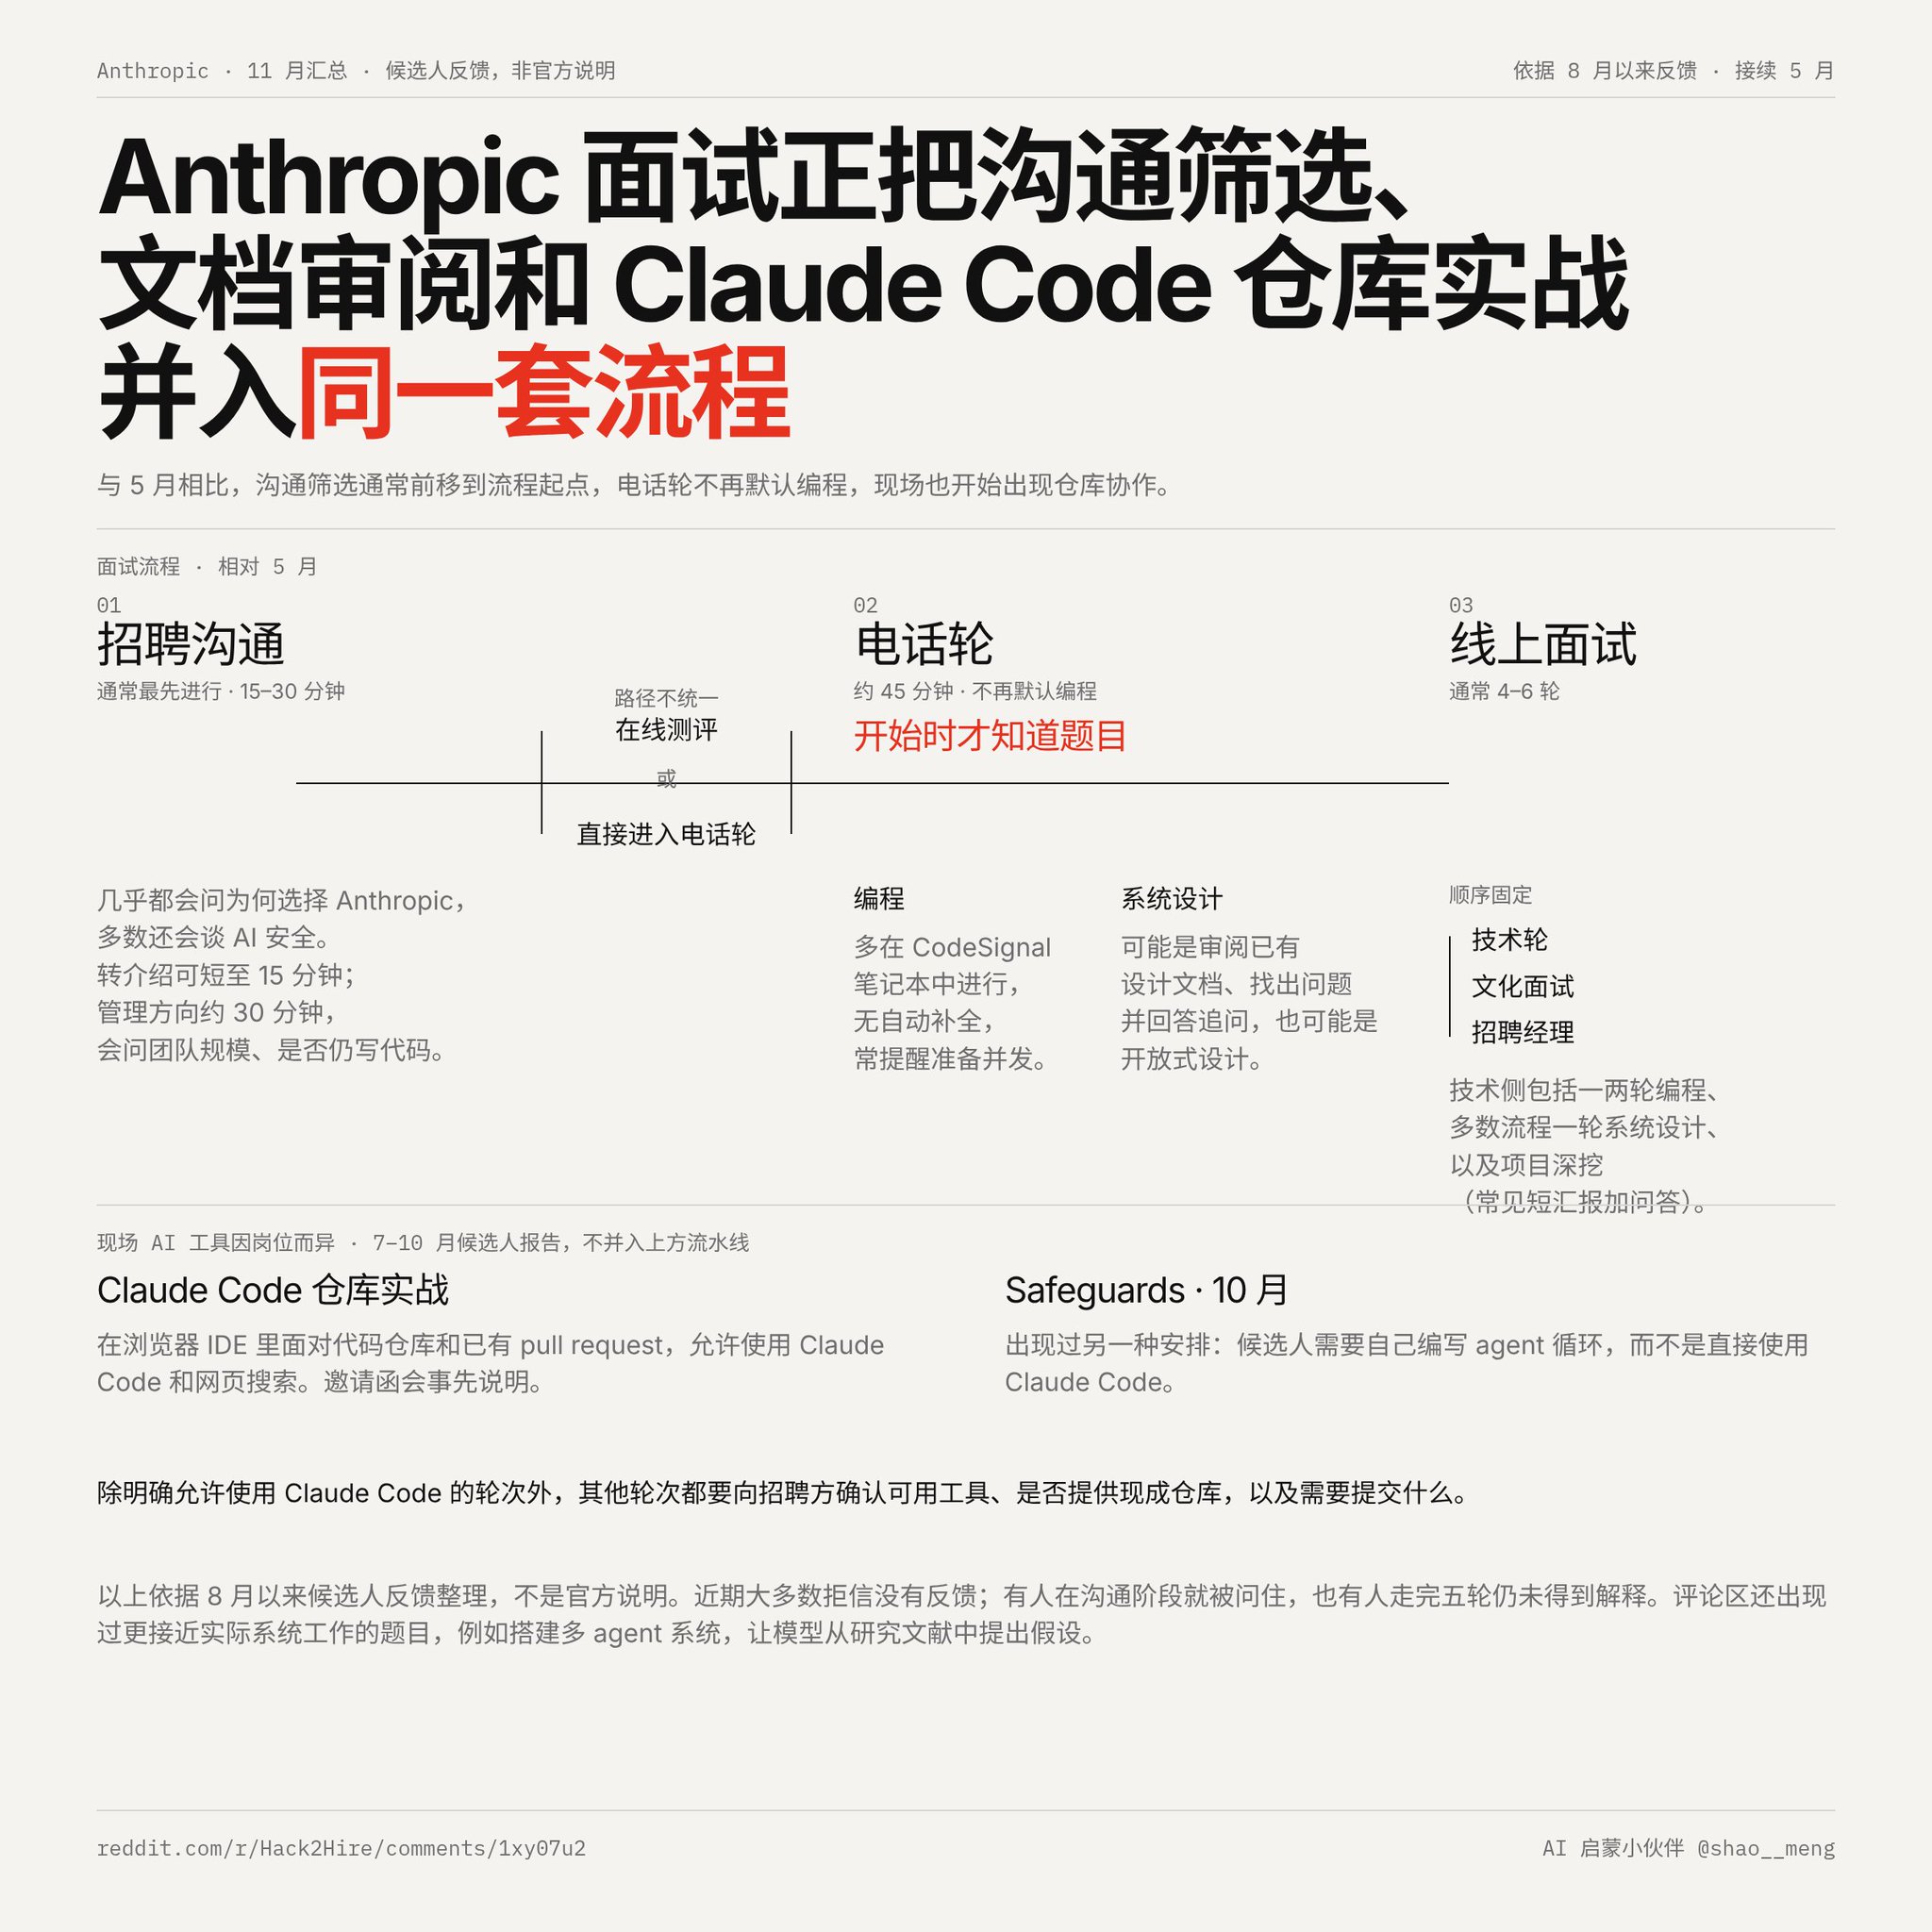 Anthropic · 11 月汇总 · 候选人反馈，非官方说明
依据 8 月以来反馈 · 接续 5 月
Anthropic 面试正把沟通筛选、
文档审阅和 Claude Code 仓库实战
并入同一套流程
与 5 月相比，沟通筛选通常前移到流程起点，电话轮不再默认编程，现场也开始出现仓库协作。
面试流程 · 相对 5 月
01
招聘沟通
通常最先进行 · 15–30 分钟
路径不统一
在线测评
或
直接进入电话轮
几乎都会问为何选择 Anthropic，
多数还会谈 AI 安全。
转介绍可短至 15 分钟；
管理方向约 30 分钟，
会问团队规模、是否仍写代码。
02
电话轮
约 45 分钟 · 不再默认编程
开始时才知道题目
编程
多在 CodeSignal
笔记本中进行，
无自动补全，
常提醒准备并发。
系统设计
可能是审阅已有
设计文档、找出问题
并回答追问，也可能是
开放式设计。
03
线上面试
通常 4–6 轮
顺序固定
技术轮
文化面试
招聘经理
技术侧包括一两轮编程、
多数流程一轮系统设计、
以及项目深挖
（常见短汇报加问答）。
现场 AI 工具因岗位而异 · 7–10 月候选人报告，不并入上方流水线
Claude Code 仓库实战
在浏览器 IDE 里面对代码仓库和已有 pull request，允许使用 Claude
Code 和网页搜索。邀请函会事先说明。
Safeguards · 10 月
出现过另一种安排：候选人需要自己编写 agent 循环，而不是直接使用
Claude Code。
除明确允许使用 Claude Code 的轮次外，其他轮次都要向招聘方确认可用工具、是否提供现成仓库，以及需要提交什么。
以上依据 8 月以来候选人反馈整理，不是官方说明。近期大多数拒信没有反馈；有人在沟通阶段就被问住，也有人走完五轮仍未得到解释。评论区还出现
过更接近实际系统工作的题目，例如搭建多 agent 系统，让模型从研究文献中提出假设。
reddit.com/r/Hack2Hire/comments/1xy07u2
AI 启蒙小伙伴 @shao__meng